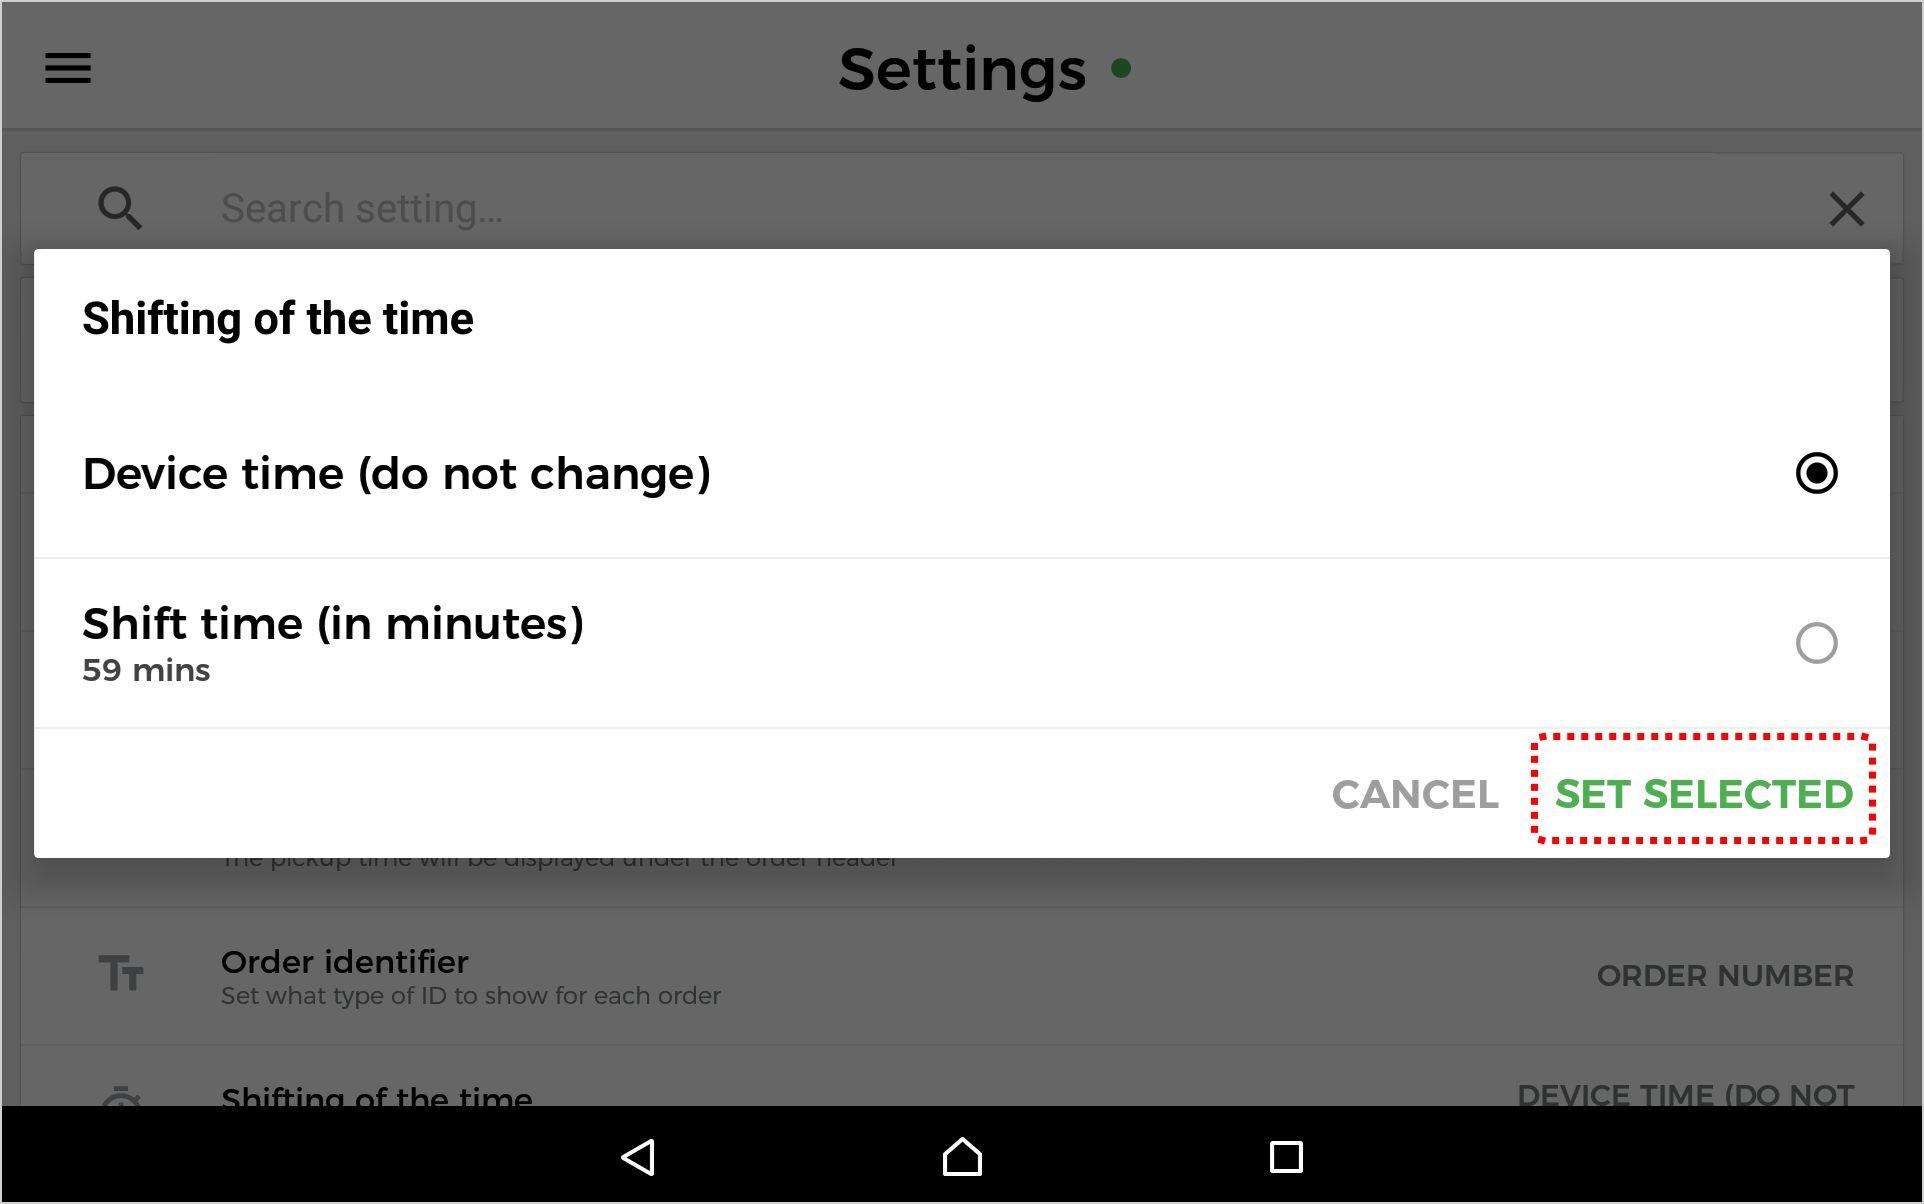 Settings
Search setting...
Shifting of the time
Device time (do not change)
Shift time (in minutes)
59 mins
CANCEL
SET SELECTED
The pickup time will be displayed under the order header
Order identifier
Set what type of ID to show for each order
ORDER NUMBER
Shifting of the time
DEVICE TIME (DO NOT